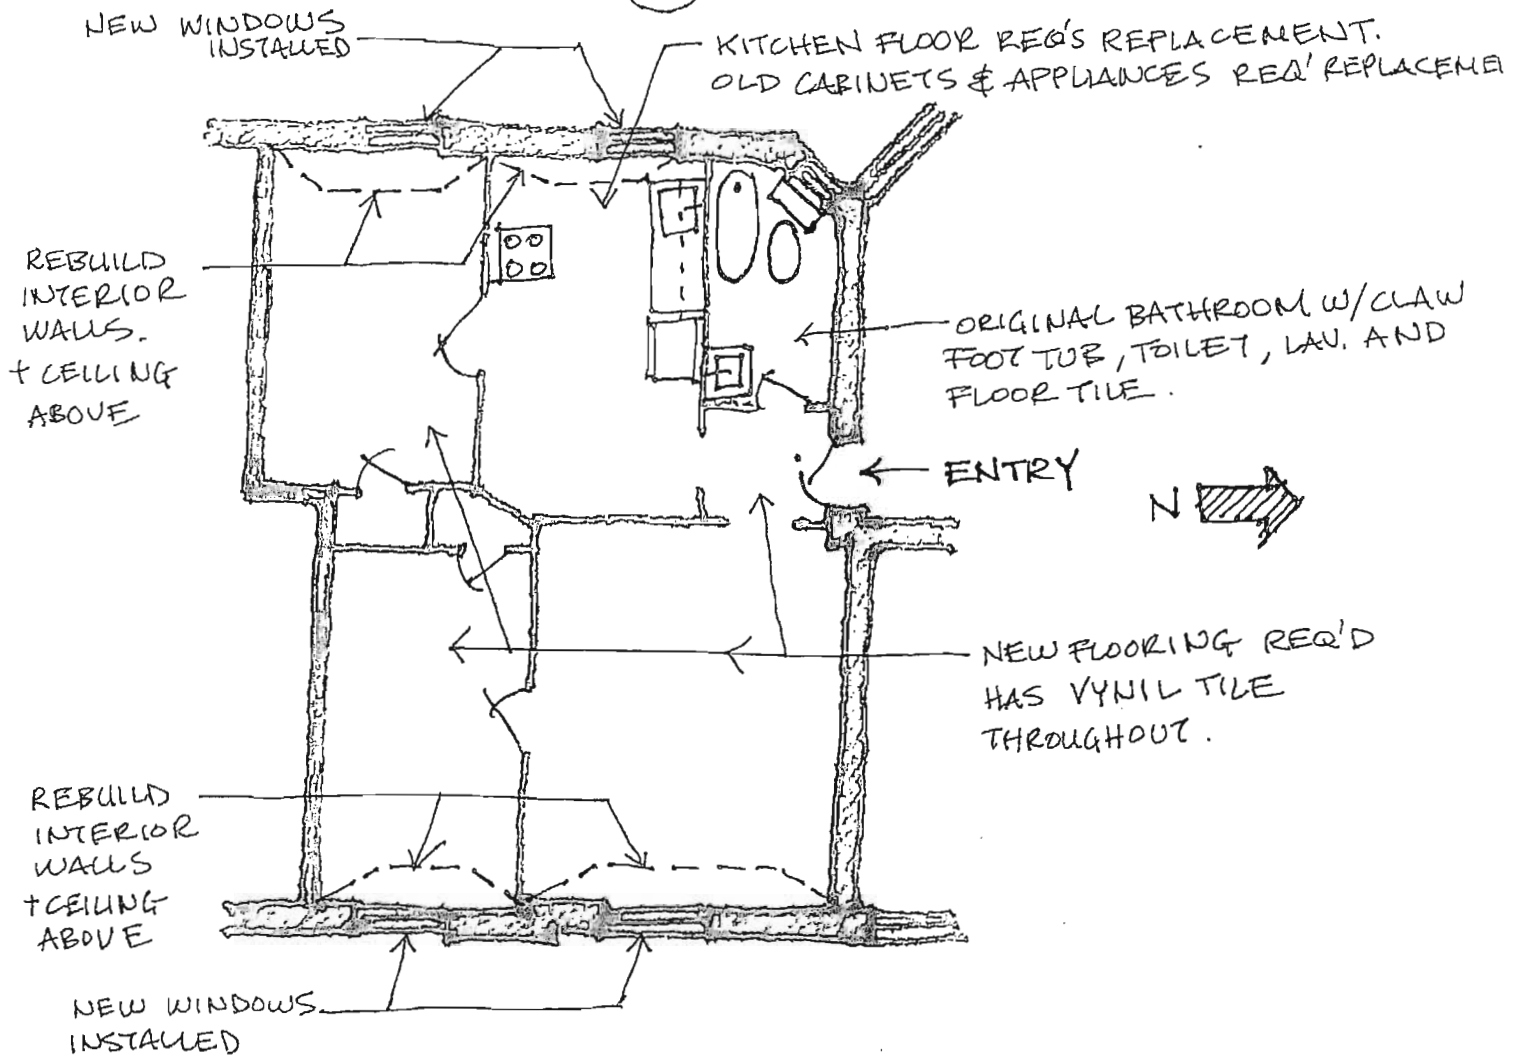 NEW WINDOWS
INSTALLED
KITCHEN FLOOR REQ'S REPLACEMENT.
OLD CABINETS & APPLIANCES REQ' REPLACEME
REBUILD
INTERIOR
WALLS.
+ CEILING
ABOVE
ORIGINAL BATHROOM W/CLAW
FOOT TUB, TOILET, LAV. AND
FLOOR TILE.
ENTRY
N
NEW FLOORING REQ'D
HAS VYNIL TILE
THROUGHOUT.
REBUILD
INTERIOR
WALLS
+ CEILING
ABOVE
NEW WINDOWS
INSTALLED